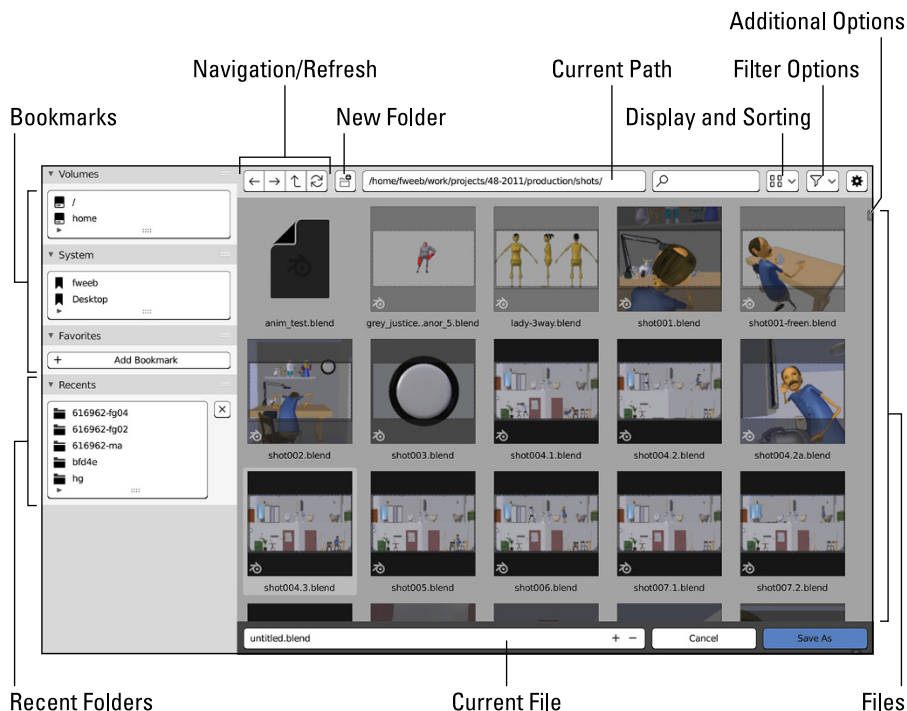 Additional Options
Navigation/Refresh
Current Path
Filter Options
Bookmarks
New Folder
Display and Sorting
Volumes
/
home
System
fweeb
Desktop
Favorites
+ Add Bookmark
Recents
616962-fg04
616962-fg02
616962-ma
bfd4e
hg
/home/fweeb/work/projects/48-2011/production/shots/
anim_test.blend
grey_justice..anor_5.blend
lady-3way.blend
shot001.blend
shot001-freen.blend
shot002.blend
shot003.blend
shot004.1.blend
shot004.2.blend
shot004.2a.blend
shot004.3.blend
shot005.blend
shot006.blend
shot007.1.blend
shot007.2.blend
untitled.blend
+ −
Cancel
Save As
Recent Folders
Current File
Files